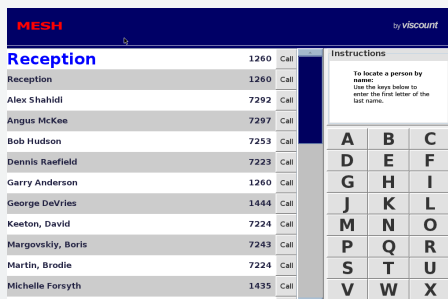 MESH
by viscount
Reception 1260 Call
Reception 1260 Call
Alex Shahidi 7292 Call
Angus McKee 7297 Call
Bob Hudson 7253 Call
Dennis Raefield 7223 Call
Garry Anderson 1260 Call
George DeVries 1444 Call
Keeton, David 7224 Call
Margovskiy, Boris 7243 Call
Martin, Brodie 7224 Call
Michelle Forsyth 1435 Call
Instructions
To locate a person by
name:
Use the keys below to
enter the first letter of the
last name.
A B C
D E F
G H I
J K L
M N O
P Q R
S T U
V W X